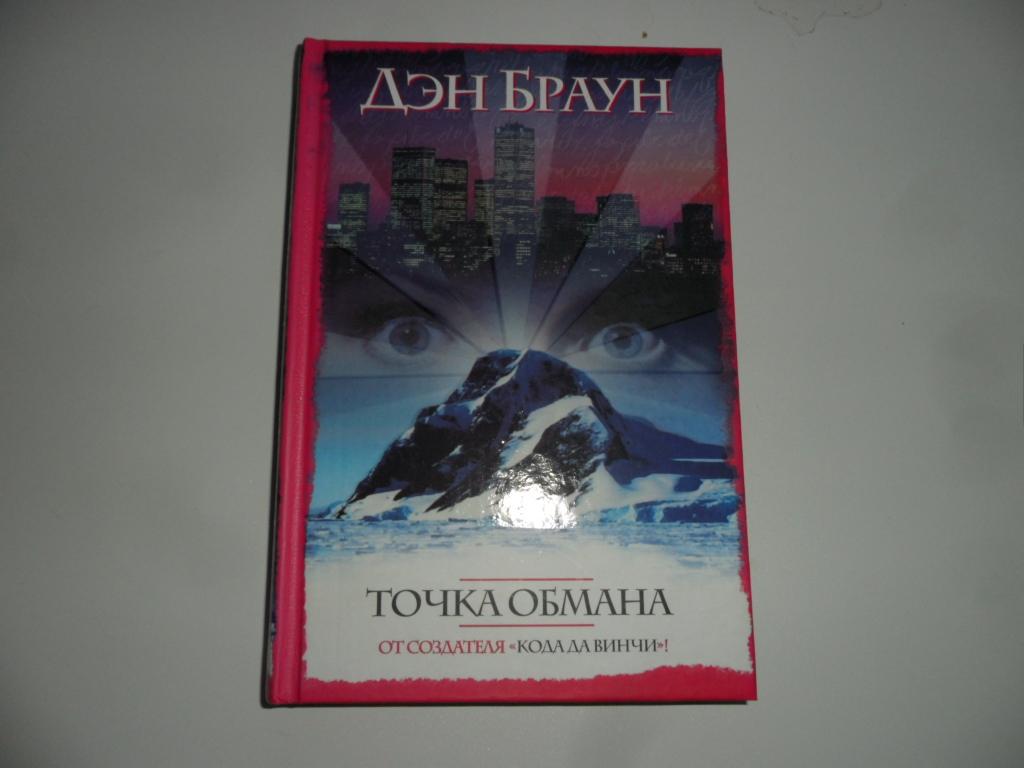 ДЭН БРАУН
ТОЧКА ОБМАНА
ОТ СОЗДАТЕЛЯ «КОДА ДА ВИНЧИ»!